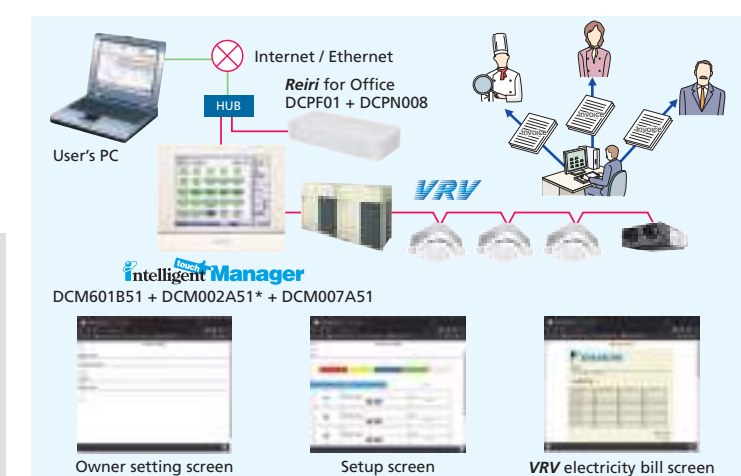 Internet / Ethernet
Reiri for Office
DCPF01 + DCPN008
HUB
User's PC
Invoice
Invoice
Invoice
VRV
intelligent touch Manager
DCM601B51 + DCM002A51* + DCM007A51
Owner setting screen
Setup screen
VRV electricity bill screen